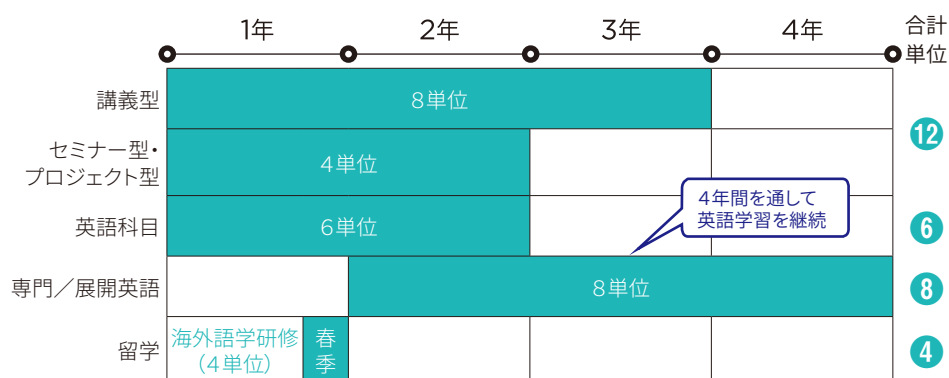 1年 2年 3年 4年 合計
単位
講義型 8単位
12
セミナー型・
プロジェクト型 4単位
英語科目 6単位 6
4年間を通して
英語学習を継続
専門／展開英語 8単位 8
留学 海外語学研修
(4単位)
春
季
4